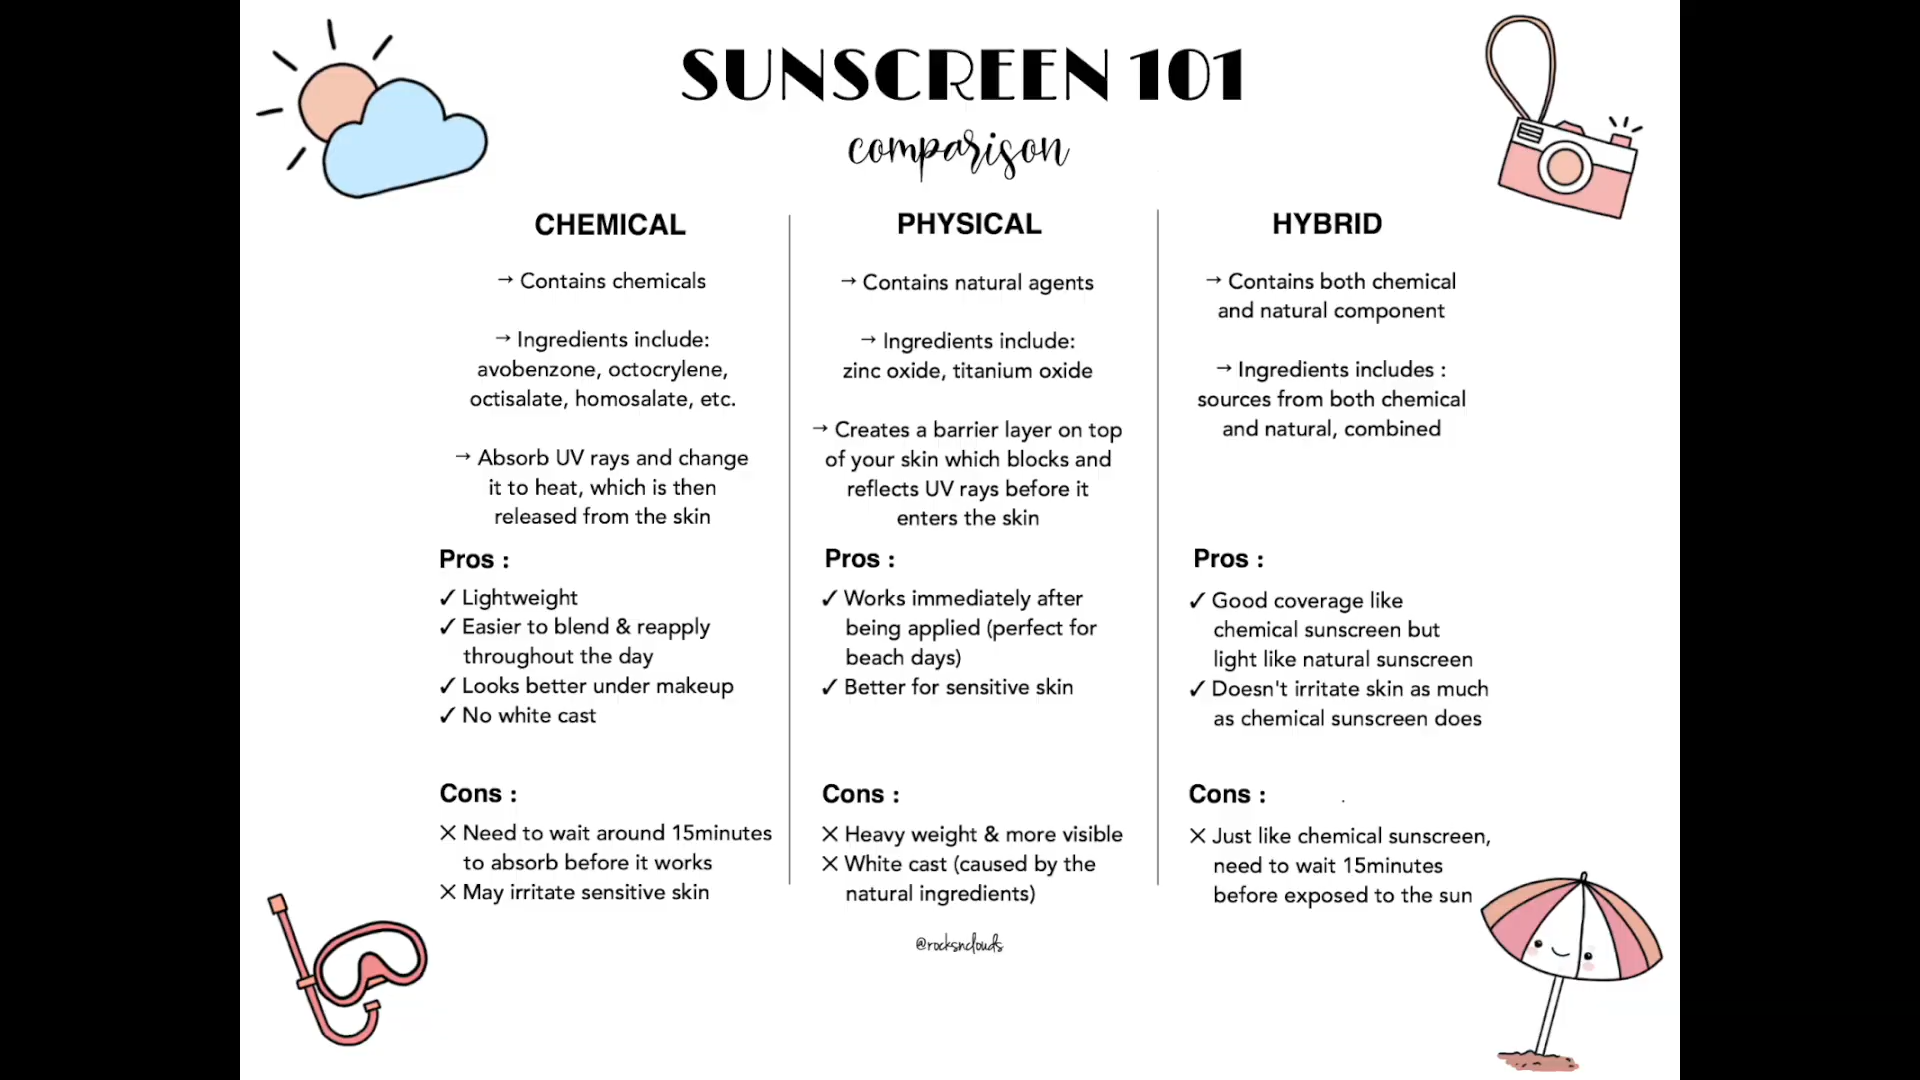 SUNSCREEN 101
comparison
CHEMICAL
→ Contains chemicals
→ Ingredients include:
avobenzone, octocrylene,
octisalate, homosalate, etc.
→ Absorb UV rays and change
it to heat, which is then
released from the skin
Pros :
✓ Lightweight
✓ Easier to blend & reapply
throughout the day
✓ Looks better under makeup
✓ No white cast
Cons :
✕ Need to wait around 15minutes
to absorb before it works
✕ May irritate sensitive skin
PHYSICAL
→ Contains natural agents
→ Ingredients include:
zinc oxide, titanium oxide
→ Creates a barrier layer on top
of your skin which blocks and
reflects UV rays before it
enters the skin
Pros :
✓ Works immediately after
being applied (perfect for
beach days)
✓ Better for sensitive skin
Cons :
✕ Heavy weight & more visible
✕ White cast (caused by the
natural ingredients)
HYBRID
→ Contains both chemical
and natural component
→ Ingredients includes :
sources from both chemical
and natural, combined
Pros :
✓ Good coverage like
chemical sunscreen but
light like natural sunscreen
✓ Doesn't irritate skin as much
as chemical sunscreen does
Cons :
✕ Just like chemical sunscreen,
need to wait 15minutes
before exposed to the sun
@rocksnclouds